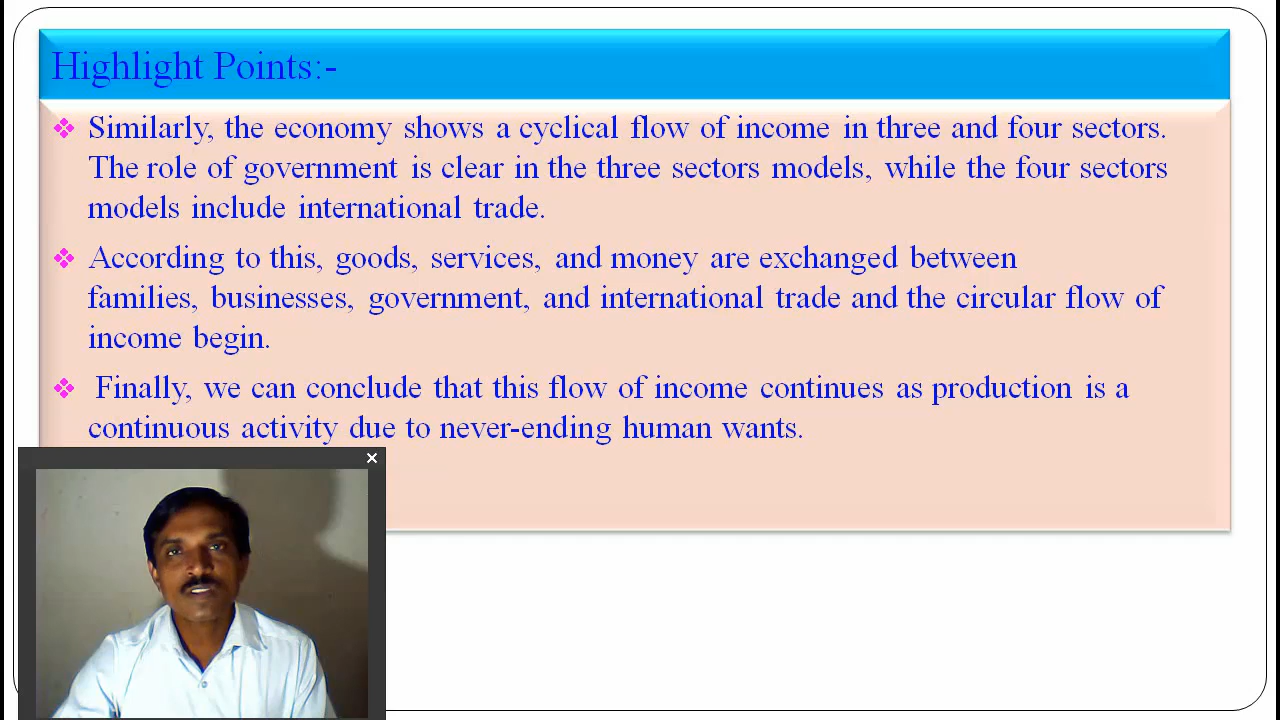 Highlight Points:-
Similarly, the economy shows a cyclical flow of income in three and four sectors.
The role of government is clear in the three sectors models, while the four sectors
models include international trade.
According to this, goods, services, and money are exchanged between
families, businesses, government, and international trade and the circular flow of
income begin.
Finally, we can conclude that this flow of income continues as production is a
continuous activity due to never-ending human wants.